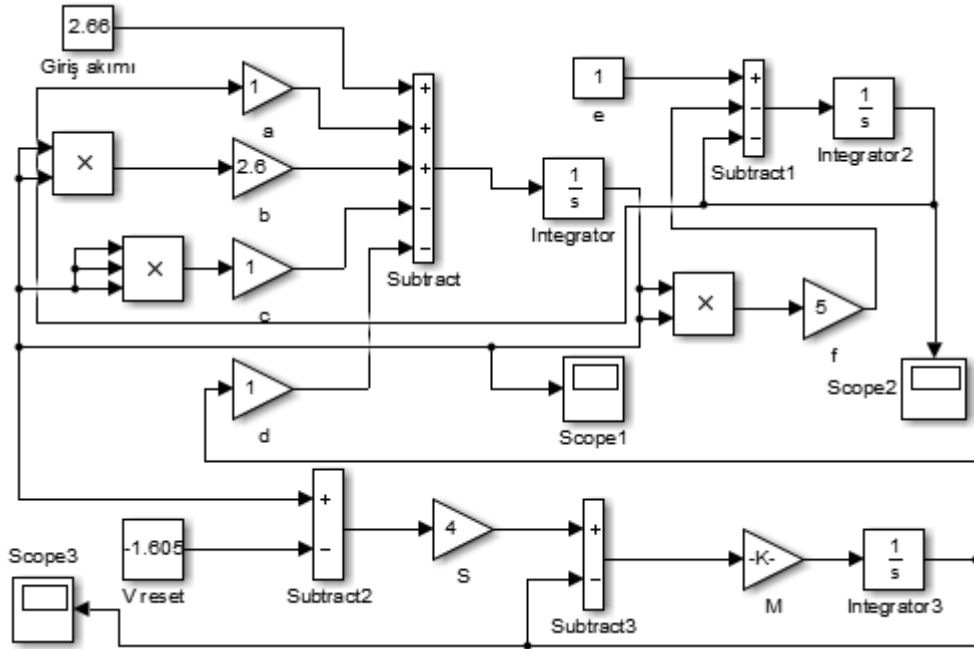 2.66
Giriş akımı
1
a
×
2.6
b
×
1
c
1
d
+
+
+
−
−
Subtract
1
s
Integrator
1
e
+
−
−
Subtract1
1
s
Integrator2
×
5
f
Scope1
Scope2
Scope3
-1.605
V reset
+
−
Subtract2
4
S
+
−
Subtract3
-K-
M
1
s
Integrator3